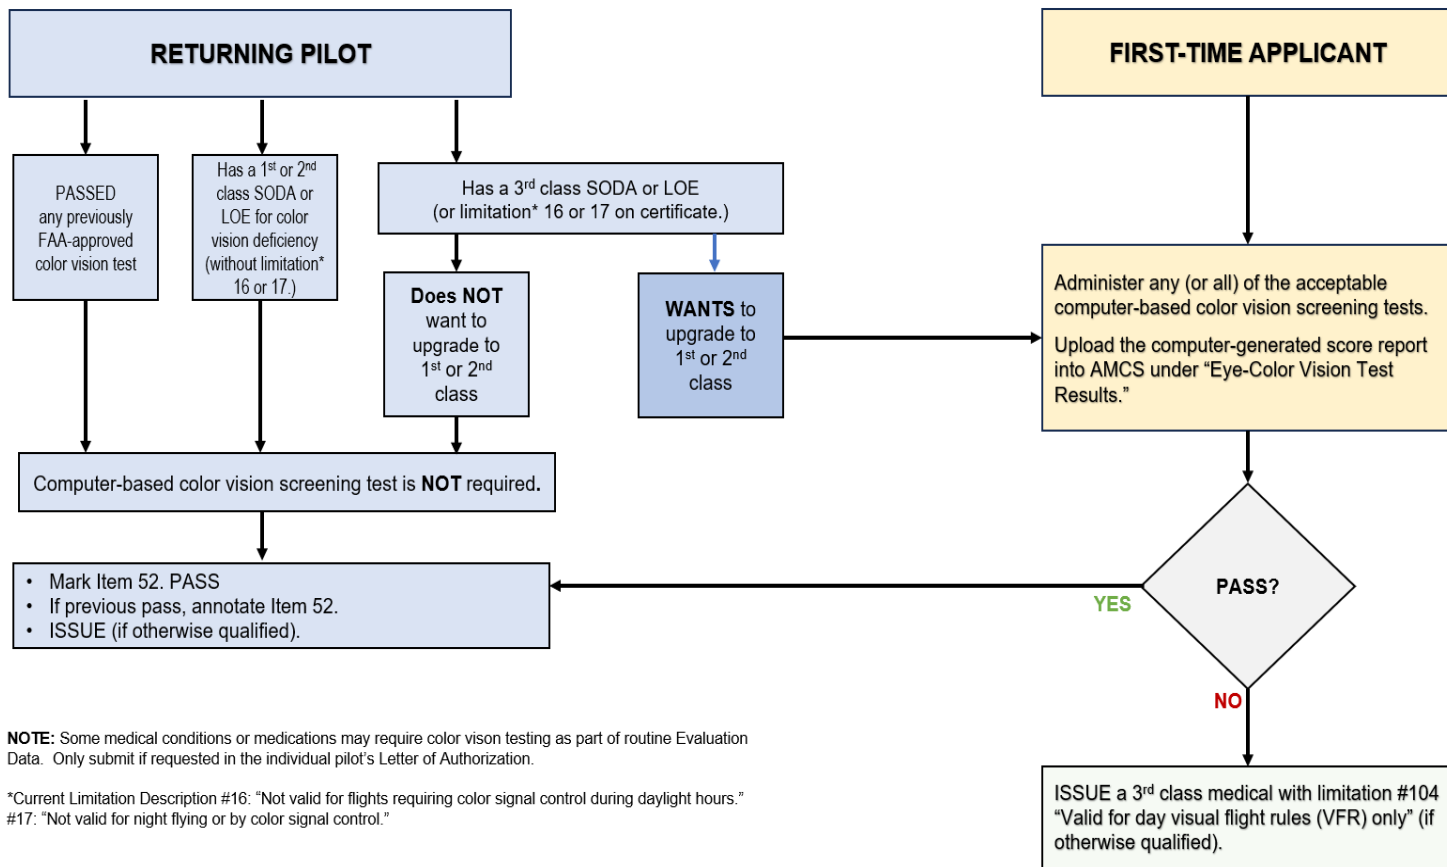 RETURNING PILOT
FIRST-TIME APPLICANT
PASSED
any previously
FAA-approved
color vision test
Has a 1st or 2nd
class SODA or
LOE for color
vision deficiency
(without limitation*
16 or 17.)
Has a 3rd class SODA or LOE
(or limitation* 16 or 17 on certificate.)
Does NOT
want to
upgrade to
1st or 2nd
class
WANTS to
upgrade to
1st or 2nd
class
Administer any (or all) of the acceptable
computer-based color vision screening tests.
Upload the computer-generated score report
into AMCS under “Eye-Color Vision Test
Results.”
Computer-based color vision screening test is NOT required.
• Mark Item 52. PASS
• If previous pass, annotate Item 52.
• ISSUE (if otherwise qualified).
PASS?
YES
NO
NOTE: Some medical conditions or medications may require color vison testing as part of routine Evaluation
Data. Only submit if requested in the individual pilot’s Letter of Authorization.
*Current Limitation Description #16: “Not valid for flights requiring color signal control during daylight hours.”
#17: “Not valid for night flying or by color signal control.”
ISSUE a 3rd class medical with limitation #104
“Valid for day visual flight rules (VFR) only” (if
otherwise qualified).